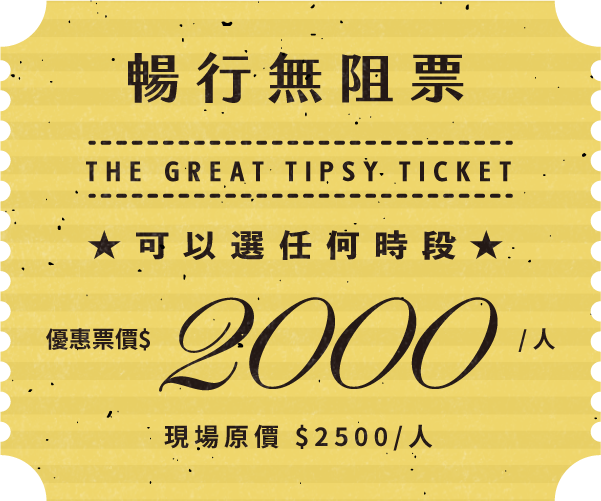 暢行無阻票
THE GREAT TIPSY TICKET
★可以選任何時段★
優惠票價$ 2000 /人
現場原價 $2500/人